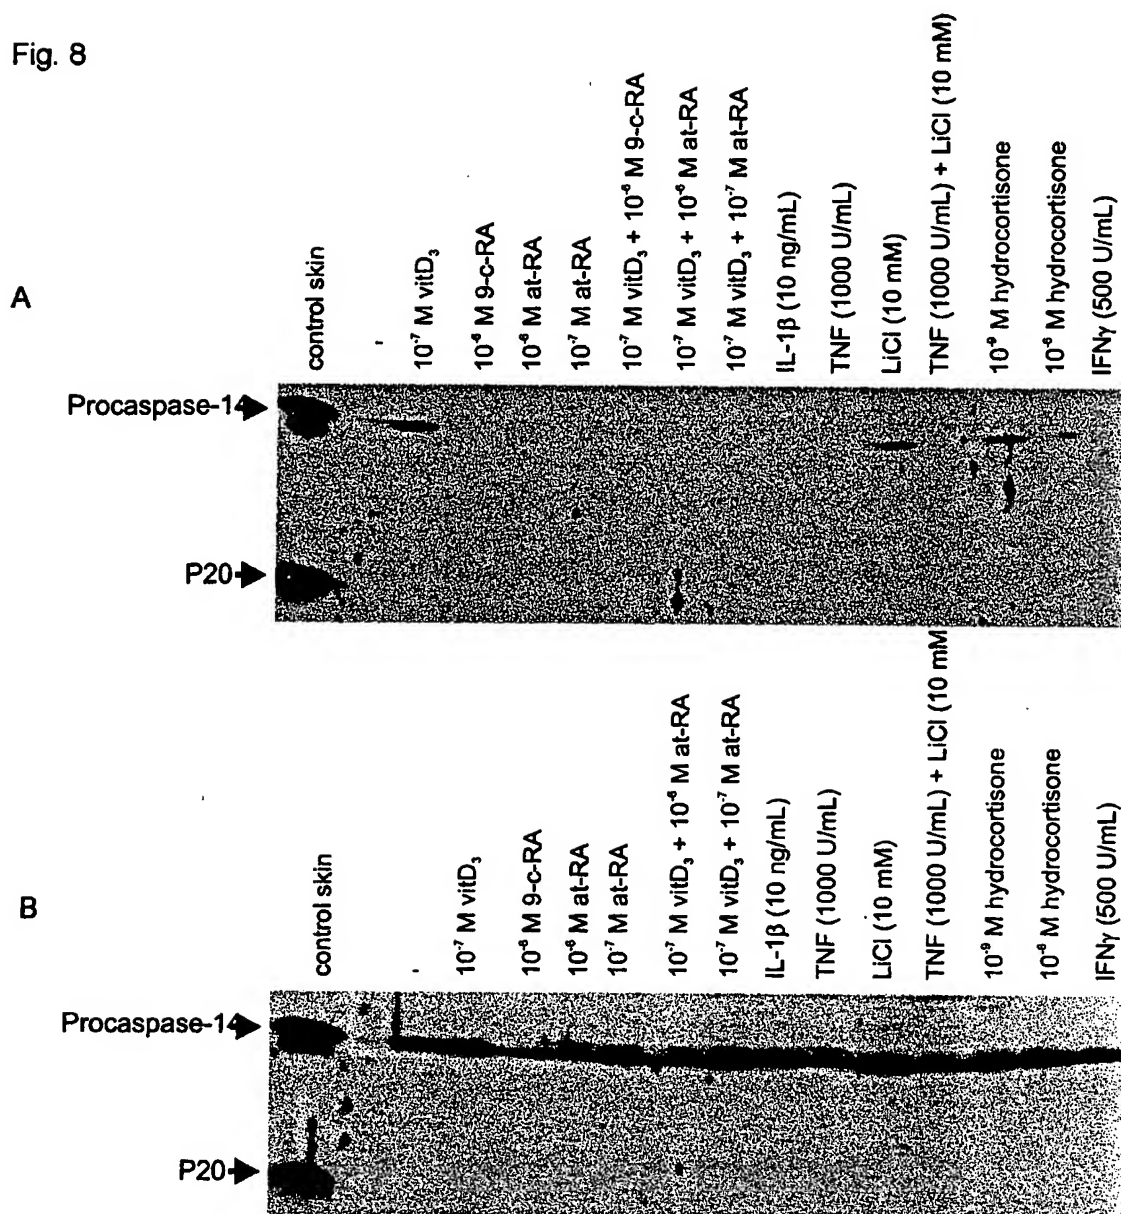 Fig. 8
A
control skin
10⁻⁷ M vitD₃
10⁻⁶ M 9-c-RA
10⁻⁶ M at-RA
10⁻⁷ M at-RA
10⁻⁷ M vitD₃ + 10⁻⁶ M 9-c-RA
10⁻⁷ M vitD₃ + 10⁻⁶ M at-RA
10⁻⁷ M vitD₃ + 10⁻⁷ M at-RA
IL-1β (10 ng/mL)
TNF (1000 U/mL)
LiCl (10 mM)
TNF (1000 U/mL) + LiCl (10 mM)
10⁻⁹ M hydrocortisone
10⁻⁶ M hydrocortisone
IFNγ (500 U/mL)
Procaspase-14
P20
B
control skin
10⁻⁷ M vitD₃
10⁻⁶ M 9-c-RA
10⁻⁶ M at-RA
10⁻⁷ M at-RA
10⁻⁷ M vitD₃ + 10⁻⁶ M at-RA
10⁻⁷ M vitD₃ + 10⁻⁷ M at-RA
IL-1β (10 ng/mL)
TNF (1000 U/mL)
LiCl (10 mM)
TNF (1000 U/mL) + LiCl (10 mM
10⁻⁹ M hydrocortisone
10⁻⁶ M hydrocortisone
IFNγ (500 U/mL)
Procaspase-14
P20